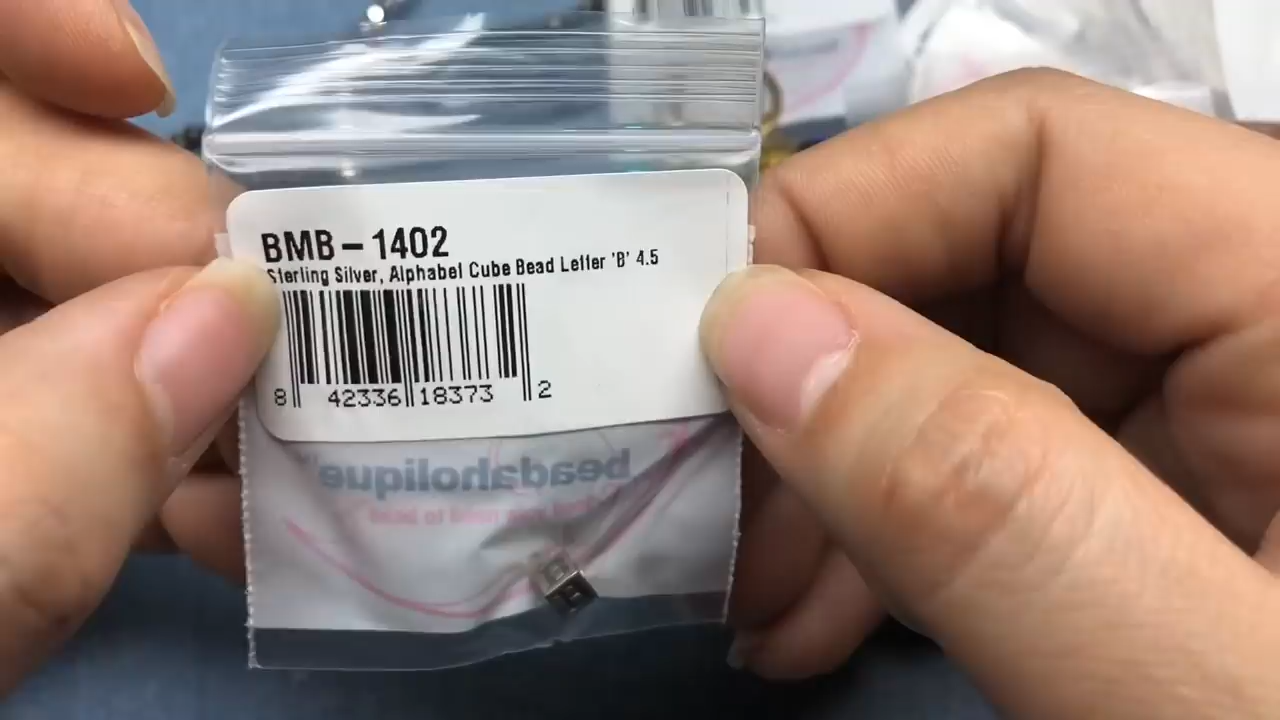 BMB-1402
Sterling Silver, Alphabet Cube Bead Letter 'B' 4.5
8 42336 18373 2
beadaholique
B